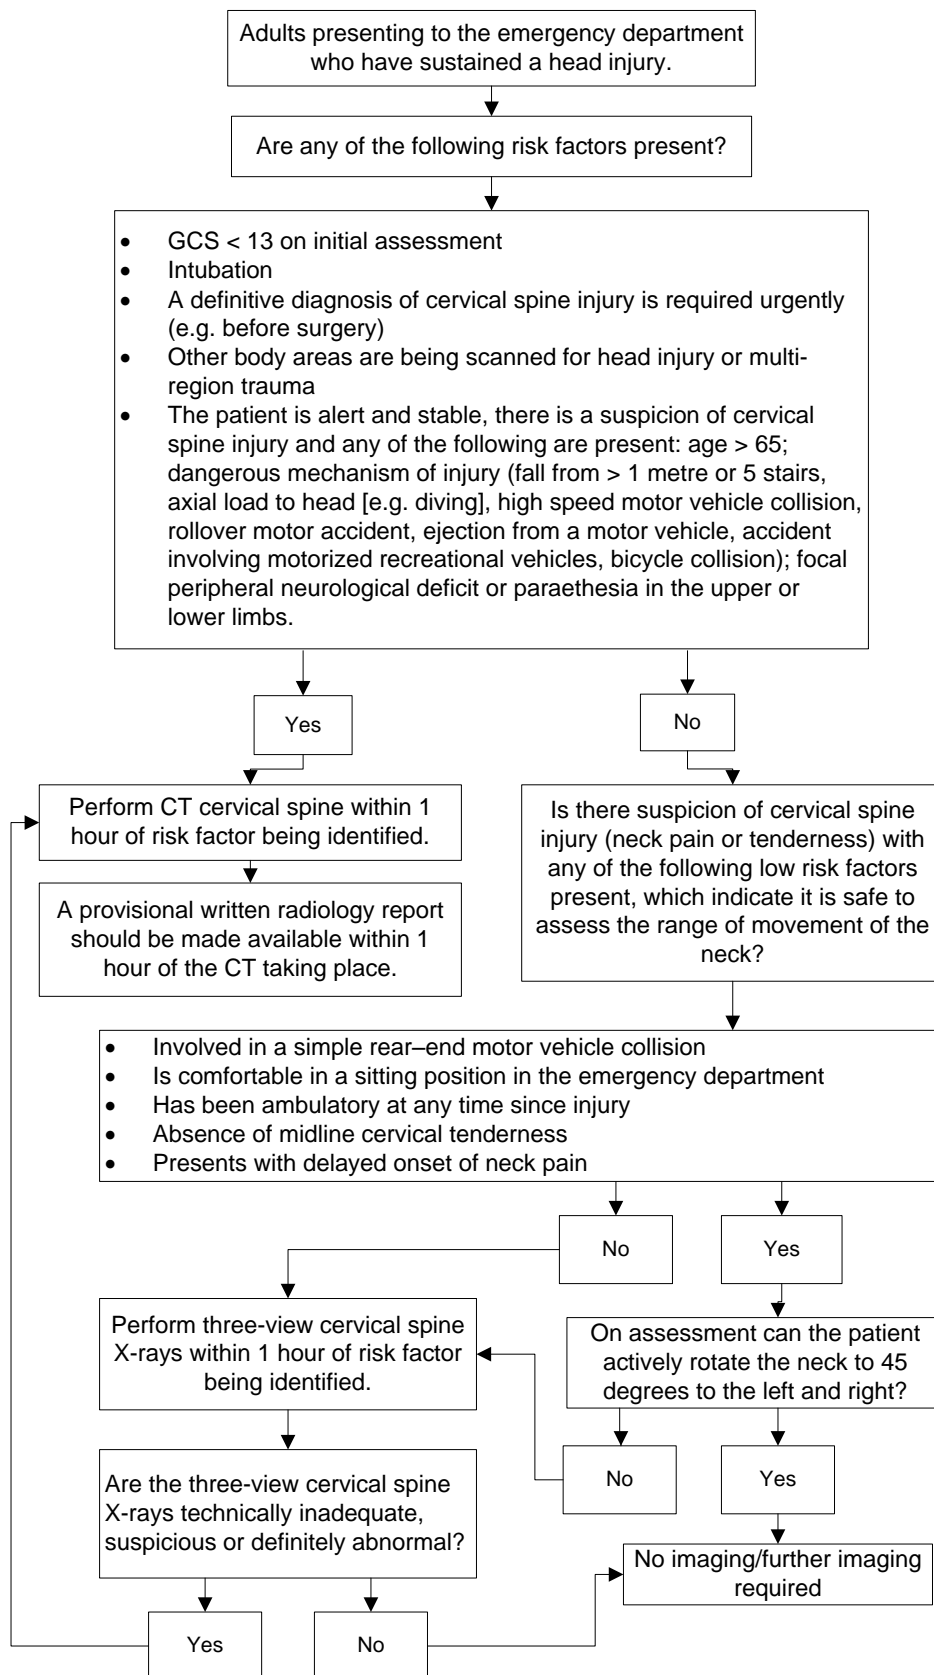 Adults presenting to the emergency department
who have sustained a head injury.
Are any of the following risk factors present?
• GCS < 13 on initial assessment
• Intubation
• A definitive diagnosis of cervical spine injury is required urgently
(e.g. before surgery)
• Other body areas are being scanned for head injury or multi-
region trauma
• The patient is alert and stable, there is a suspicion of cervical
spine injury and any of the following are present: age > 65;
dangerous mechanism of injury (fall from > 1 metre or 5 stairs,
axial load to head [e.g. diving], high speed motor vehicle collision,
rollover motor accident, ejection from a motor vehicle, accident
involving motorized recreational vehicles, bicycle collision); focal
peripheral neurological deficit or paraethesia in the upper or
lower limbs.
Yes
No
Perform CT cervical spine within 1
hour of risk factor being identified.
A provisional written radiology report
should be made available within 1
hour of the CT taking place.
Is there suspicion of cervical spine
injury (neck pain or tenderness) with
any of the following low risk factors
present, which indicate it is safe to
assess the range of movement of the
neck?
• Involved in a simple rear–end motor vehicle collision
• Is comfortable in a sitting position in the emergency department
• Has been ambulatory at any time since injury
• Absence of midline cervical tenderness
• Presents with delayed onset of neck pain
No
Yes
Perform three-view cervical spine
X-rays within 1 hour of risk factor
being identified.
On assessment can the patient
actively rotate the neck to 45
degrees to the left and right?
No
Yes
Are the three-view cervical spine
X-rays technically inadequate,
suspicious or definitely abnormal?
No imaging/further imaging
required
Yes
No